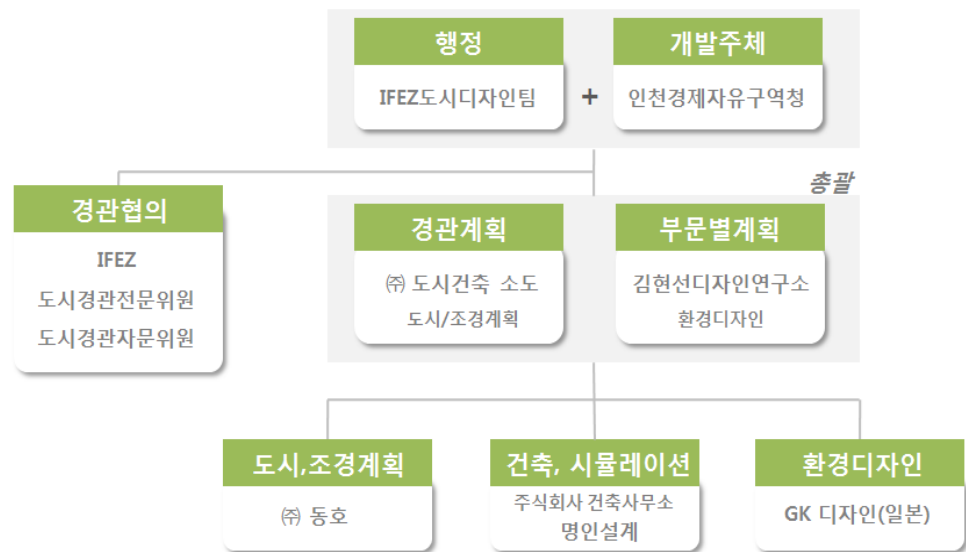 행정
IFEZ도시디자인팀
+
개발주체
인천경제자유구역청
총괄
경관협의
IFEZ
도시경관전문위원
도시경관자문위원
경관계획
㈜ 도시건축 소도
도시/조경계획
부문별계획
김현선디자인연구소
환경디자인
도시,조경계획
㈜ 동호
건축, 시뮬레이션
주식회사 건축사무소
명인설계
환경디자인
GK 디자인(일본)